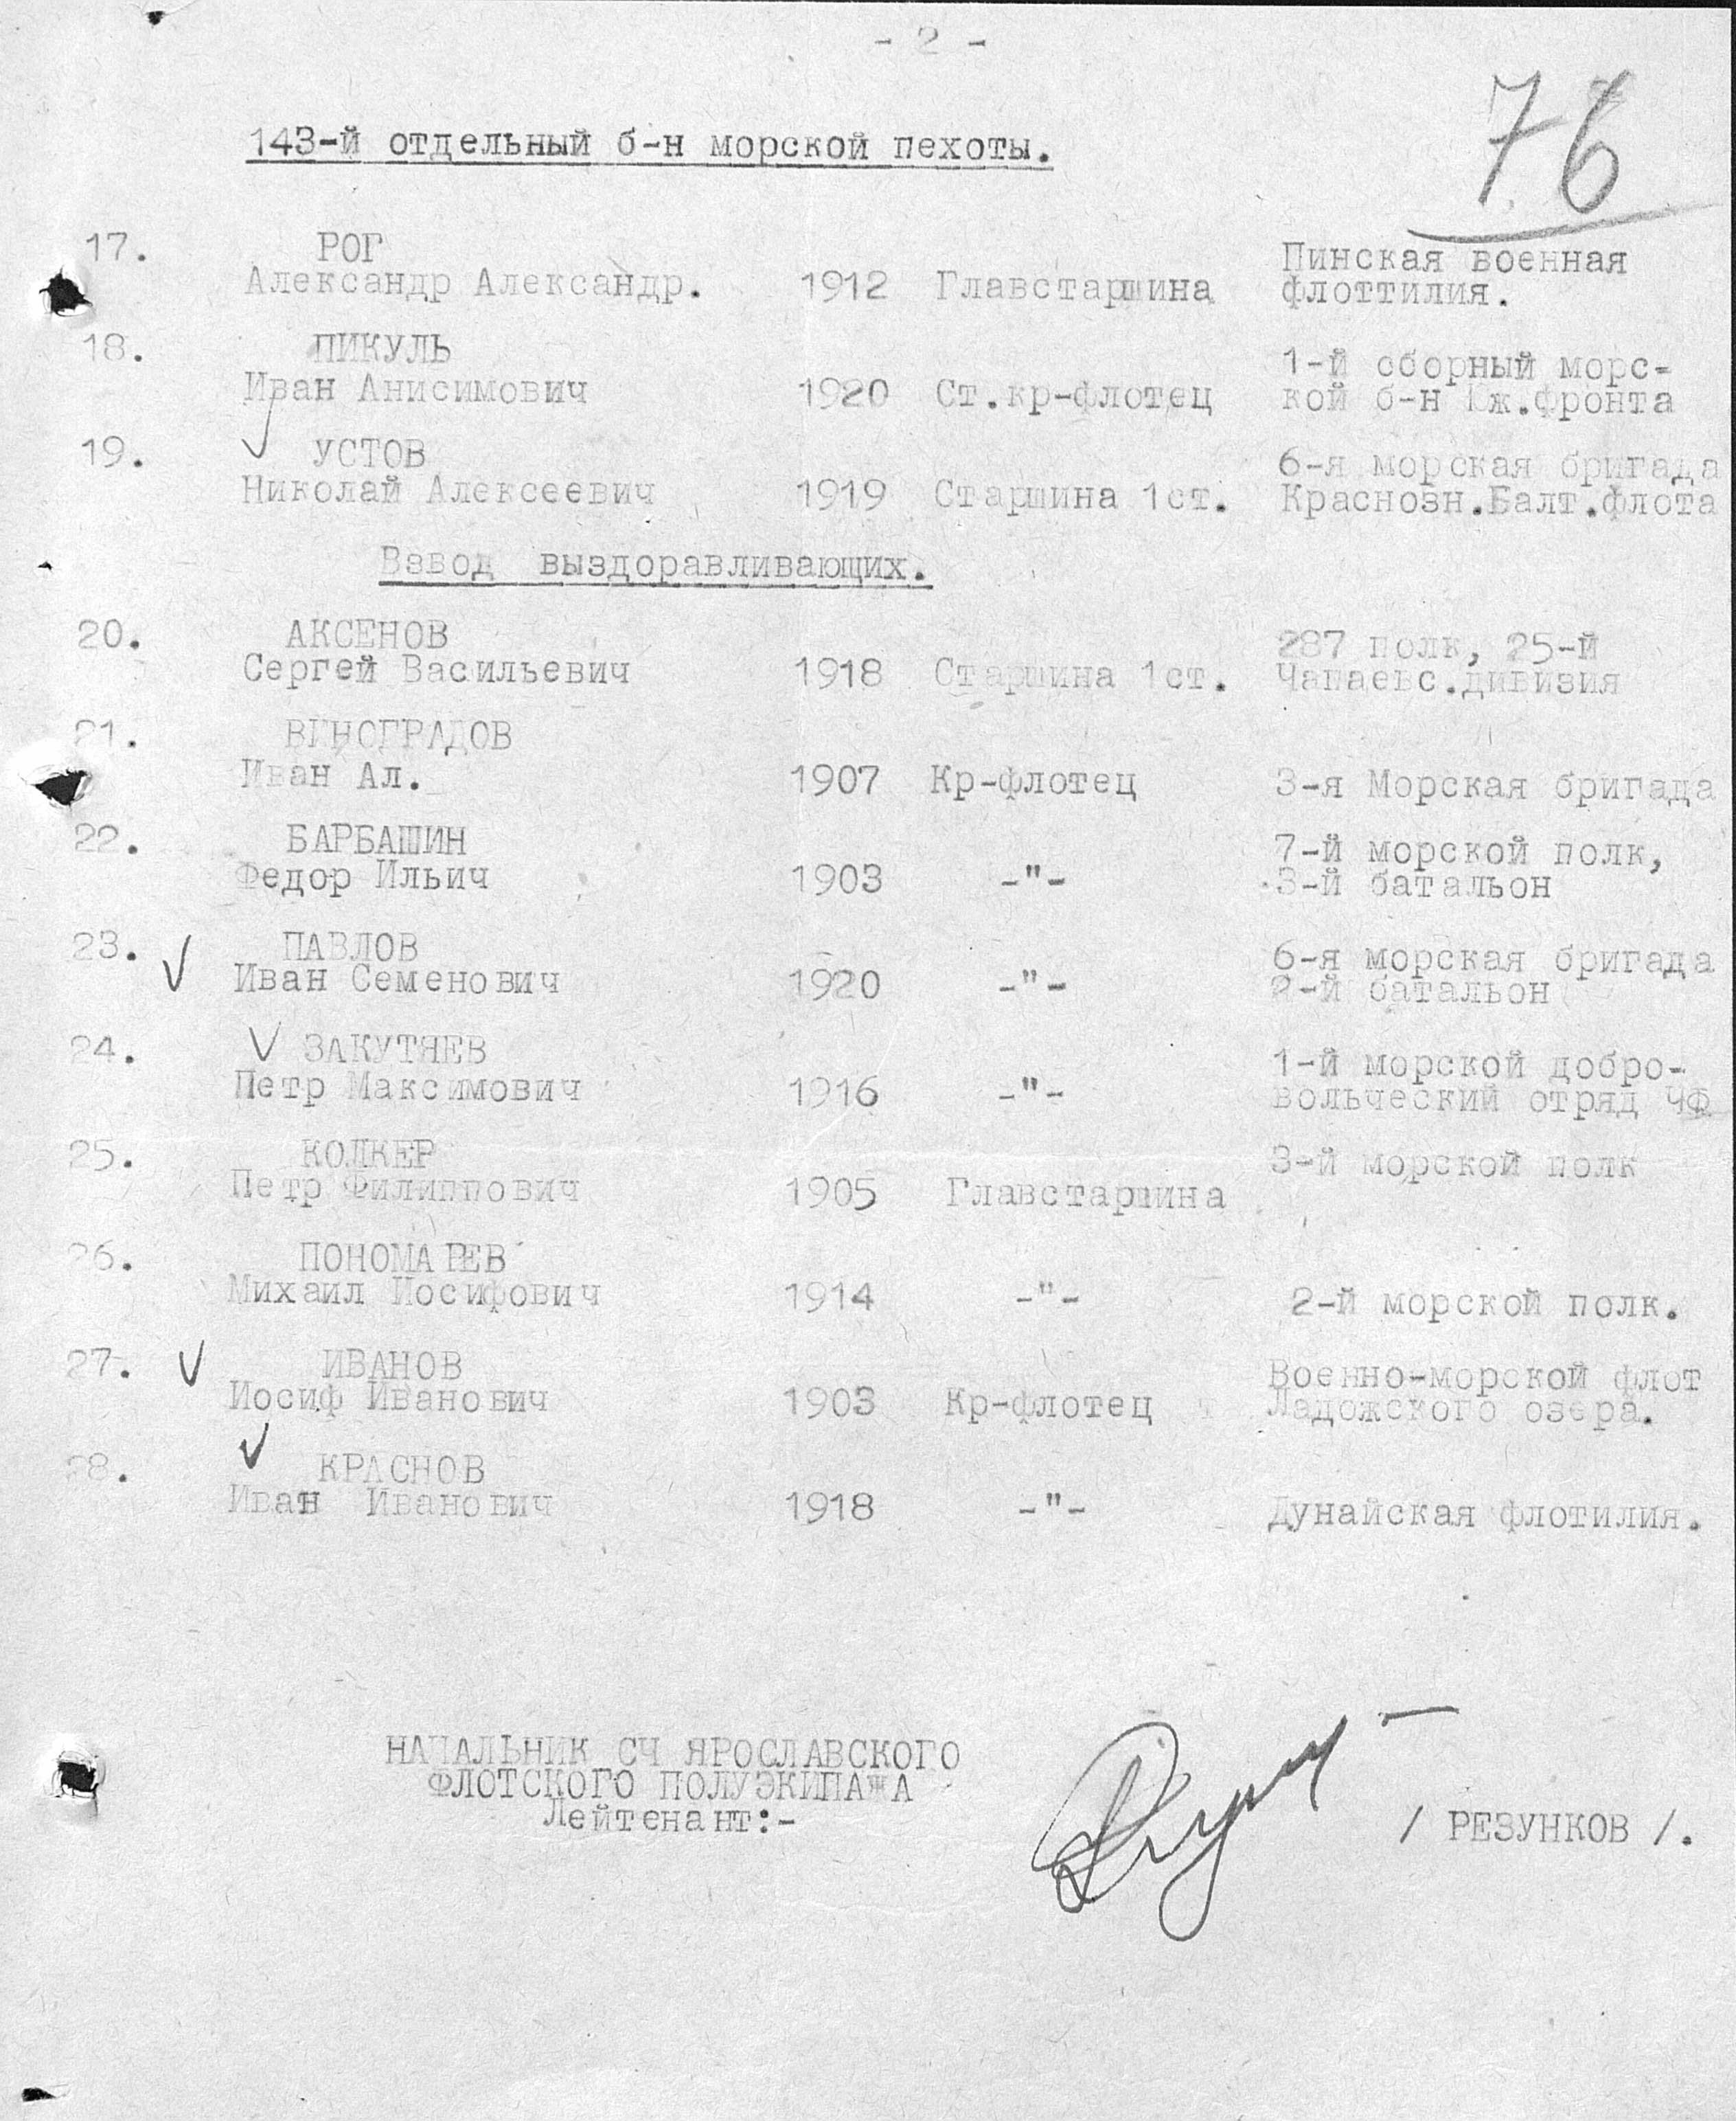 - 2 -
76
143-й отдельный б-н морской пехоты.
17. РОГ
Александр Александр. 1912 Главстаршина Пинская военная
флоттилия.
18. ПИКУЛЬ
Иван Анисимович 1920 Ст.кр-флотец 1-й сборный морс-
кой б-н Юж.фронта
19. УСТОВ
Николай Алексеевич 1919 Старшина 1ст. 6-я морская бригада
Краснозн.Балт.флота
Взвод выздоравливающих.
20. АКСЕНОВ
Сергей Васильевич 1918 Старшина 1ст. 287 полк, 25-й
Чапаевс.дивизия
21. ВИНОГРАДОВ
Иван Ал. 1907 Кр-флотец 3-я Морская бригада
22. БАРБАШИН
Федор Ильич 1903 -"- 7-й морской полк,
3-й батальон
23. ПАВЛОВ
Иван Семенович 1920 -"- 6-я морская бригада
2-й батальон
24. ЗАКУТЯЕВ
Петр Максимович 1916 -"- 1-й морской добро-
вольческий отряд ЧФ
25. КОЛКЕР
Петр Филиппович 1905 Главстаршина 3-й морской полк
26. ПОНОМАРЕВ
Михаил Иосифович 1914 -"- 2-й морской полк.
27. ИВАНОВ
Иосиф Иванович 1903 Кр-флотец Военно-морской флот
Ладожского озера.
28. КРАСНОВ
Иван Иванович 1918 -"- Дунайская флотилия.
НАЧАЛЬНИК СЧ ЯРОСЛАВСКОГО
ФЛОТСКОГО ПОЛУЭКИПАЖА
Лейтенант:- / РЕЗУНКОВ /.